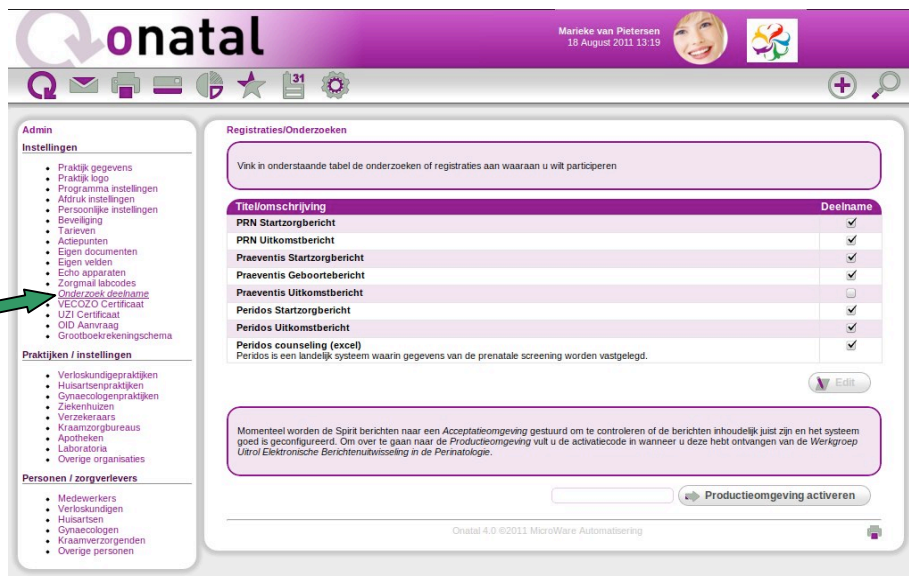 onatal
Marieke van Pietersen
18 August 2011 13:19
31
Admin
Instellingen
Praktijk gegevens
Praktijk logo
Programma instellingen
Afdruk instellingen
Persoonlijke instellingen
Beveiliging
Tarieven
Actiepunten
Eigen documenten
Eigen velden
Echo apparaten
Zorgmail labcodes
Onderzoek deelname
VECOZO Certificaat
UZI Certificaat
OID Aanvraag
Grootboekrekeningschema
Praktijken / instellingen
Verloskundigepraktijken
Huisartsenpraktijken
Gynaecologenpraktijken
Ziekenhuizen
Verzekeraars
Kraamzorgbureaus
Apotheken
Laboratoria
Overige organisaties
Personen / zorgverlevers
Medewerkers
Verloskundigen
Huisartsen
Gynaecologen
Kraamverzorgenden
Overige personen
Registraties/Onderzoeken
Vink in onderstaande tabel de onderzoeken of registraties aan waaraan u wilt participeren
Titel/omschrijving Deelname
PRN Startzorgbericht
PRN Uitkomstbericht
Praeventis Startzorgbericht
Praeventis Geboortebericht
Praeventis Uitkomstbericht
Peridos Startzorgbericht
Peridos Uitkomstbericht
Peridos counseling (excel)
Peridos is een landelijk systeem waarin gegevens van de prenatale screening worden vastgelegd.
Edit
Momenteel worden de Spirit berichten naar een Acceptatieomgeving gestuurd om te controleren of de berichten inhoudelijk juist zijn en het systeem
goed is geconfigureerd. Om over te gaan naar de Productieomgeving vult u de activatiecode in wanneer u deze hebt ontvangen van de Werkgroep
Uitrol Elektronische Berichtenuitwisseling in de Perinatologie.
Productieomgeving activeren
Onatal 4.0 ©2011 MicroWare Automatisering